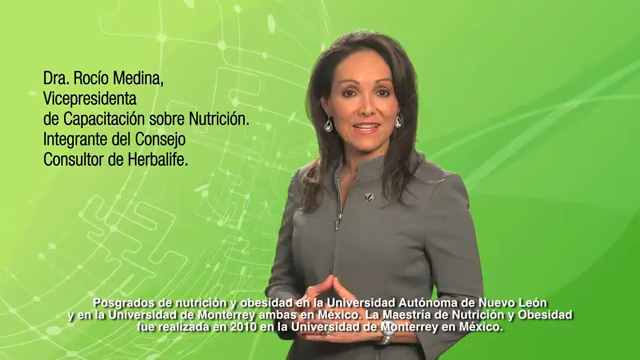 Dra. Rocío Medina,
Vicepresidenta
de Capacitación sobre Nutrición.
Integrante del Consejo
Consultor de Herbalife.
Posgrados de nutrición y obesidad en la Universidad Autónoma de Nuevo León
y en la Universidad de Monterrey ambas en México. La Maestría de Nutrición y Obesidad
fue realizada en 2010 en la Universidad de Monterrey en México.